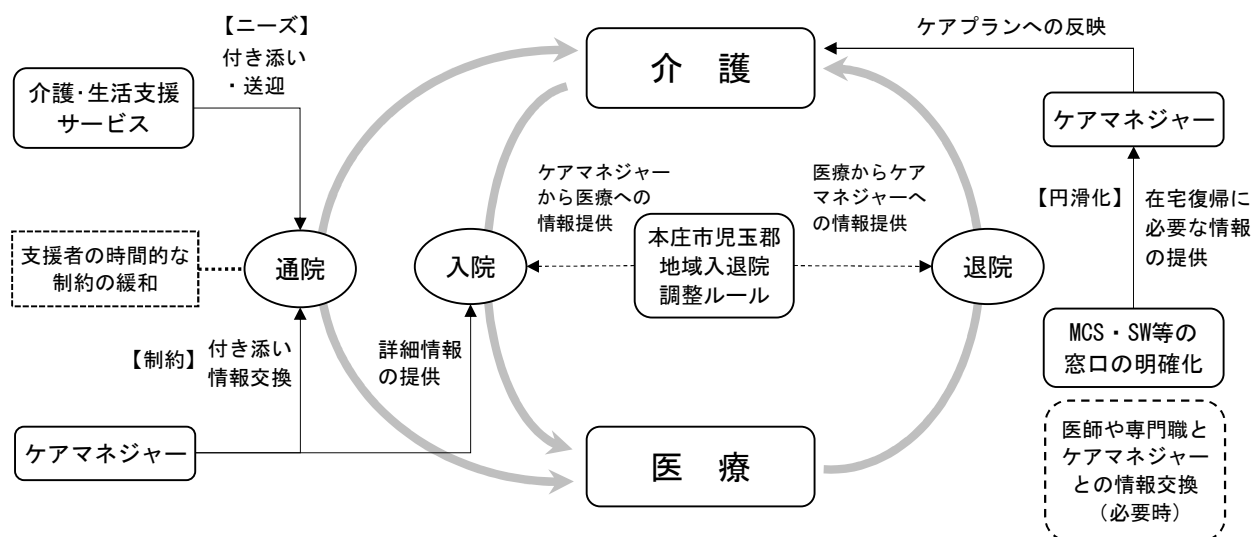 【ニーズ】
付き添い
・送迎
介護・生活支援
サービス
介　護
ケアプランへの反映
ケアマネジャー
ケアマネジャー
から医療への
情報提供
医療からケア
マネジャーへ
の情報提供
【円滑化】
在宅復帰に
必要な情報
の提供
支援者の時間的な
制約の緩和
通院
入院
本庄市児玉郡
地域入退院
調整ルール
退院
【制約】
付き添い
情報交換
詳細情報
の提供
MCS・SW等の
窓口の明確化
ケアマネジャー
医　療
医師や専門職と
ケアマネジャー
との情報交換
（必要時）